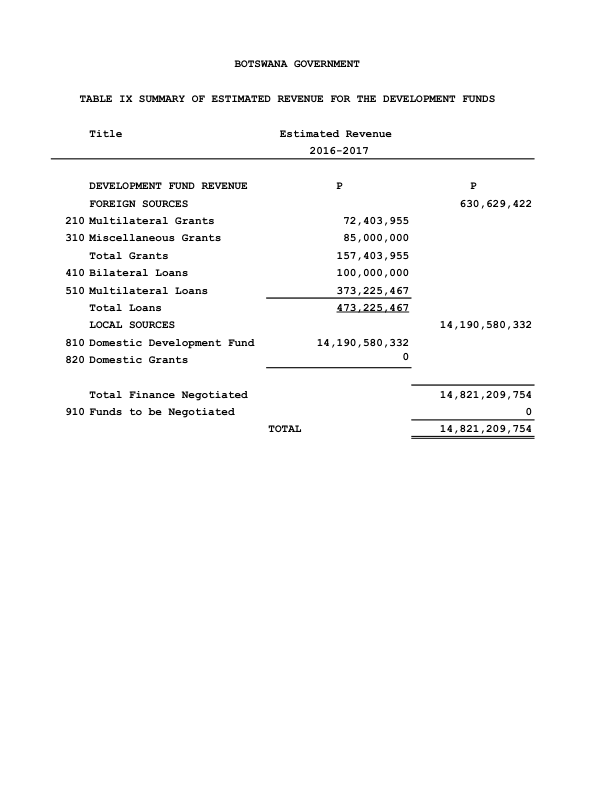 BOTSWANA GOVERNMENT
TABLE IX SUMMARY OF ESTIMATED REVENUE FOR THE DEVELOPMENT FUNDS
Title Estimated Revenue
2016-2017
DEVELOPMENT FUND REVENUE P P
FOREIGN SOURCES 630,629,422
210 Multilateral Grants 72,403,955
310 Miscellaneous Grants 85,000,000
Total Grants 157,403,955
410 Bilateral Loans 100,000,000
510 Multilateral Loans 373,225,467
Total Loans 473,225,467
LOCAL SOURCES 14,190,580,332
810 Domestic Development Fund 14,190,580,332
820 Domestic Grants 0
Total Finance Negotiated 14,821,209,754
910 Funds to be Negotiated 0
TOTAL 14,821,209,754